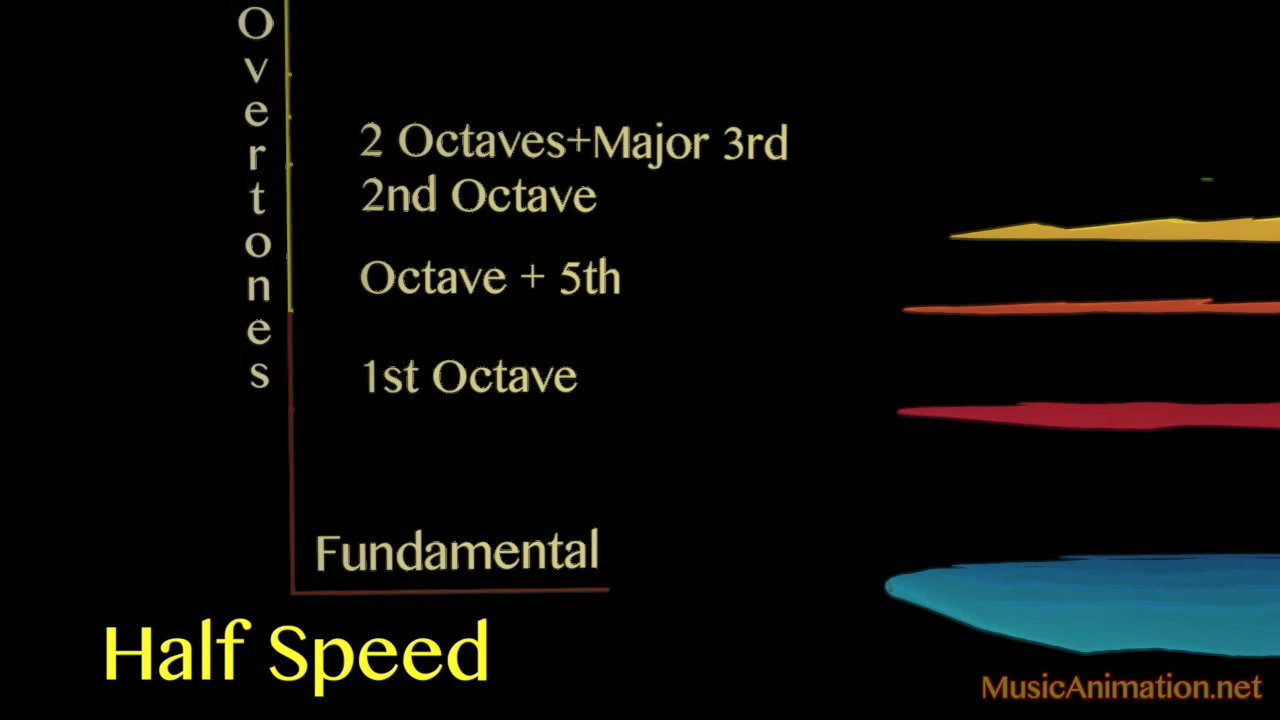 Overtones
2 Octaves+Major 3rd
2nd Octave
Octave + 5th
1st Octave
Fundamental
Half Speed
MusicAnimation.net